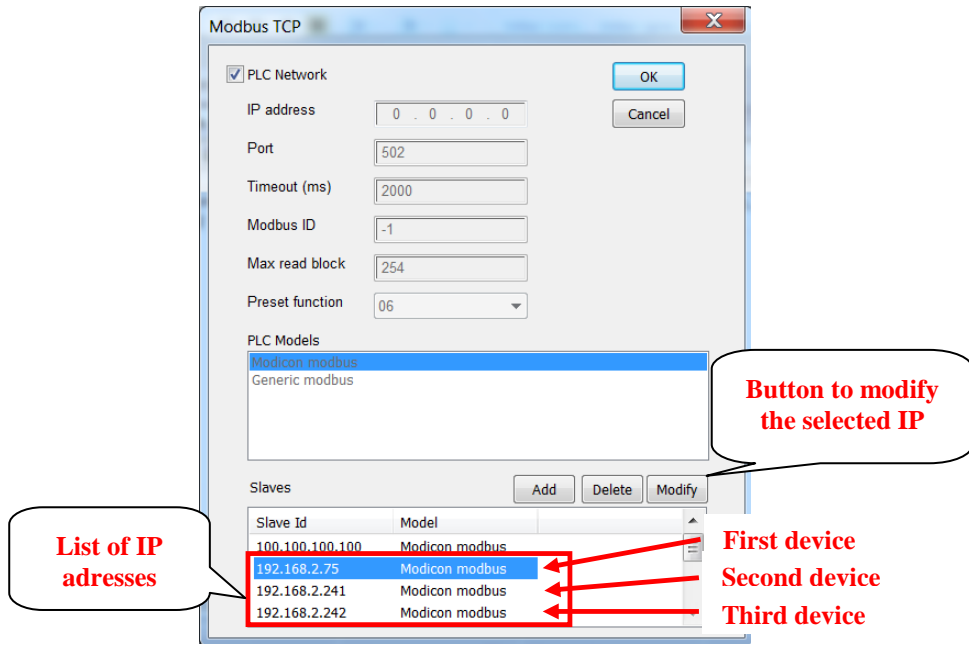 Modbus TCP
PLC Network
OK
IP address
0 . 0 . 0 . 0
Cancel
Port
502
Timeout (ms)
2000
Modbus ID
-1
Max read block
254
Preset function
06
PLC Models
Modicon modbus
Generic modbus
Button to modify
the selected IP
Slaves
Add
Delete
Modify
Slave Id Model
100.100.100.100 Modicon modbus
192.168.2.75 Modicon modbus
192.168.2.241 Modicon modbus
192.168.2.242 Modicon modbus
List of IP
adresses
First device
Second device
Third device